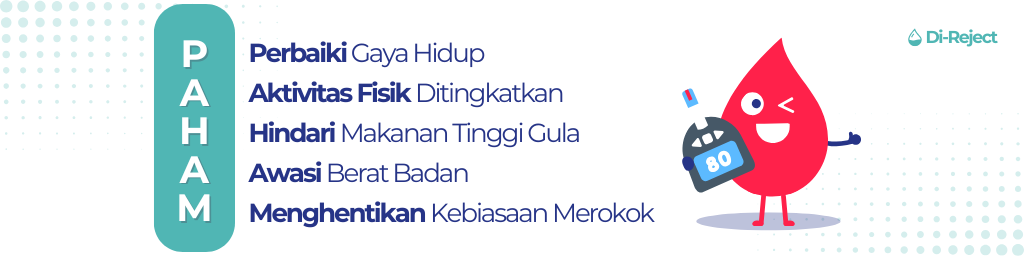 P
A
H
A
M
Perbaiki Gaya Hidup
Aktivitas Fisik Ditingkatkan
Hindari Makanan Tinggi Gula
Awasi Berat Badan
Menghentikan Kebiasaan Merokok
80
Di-Reject